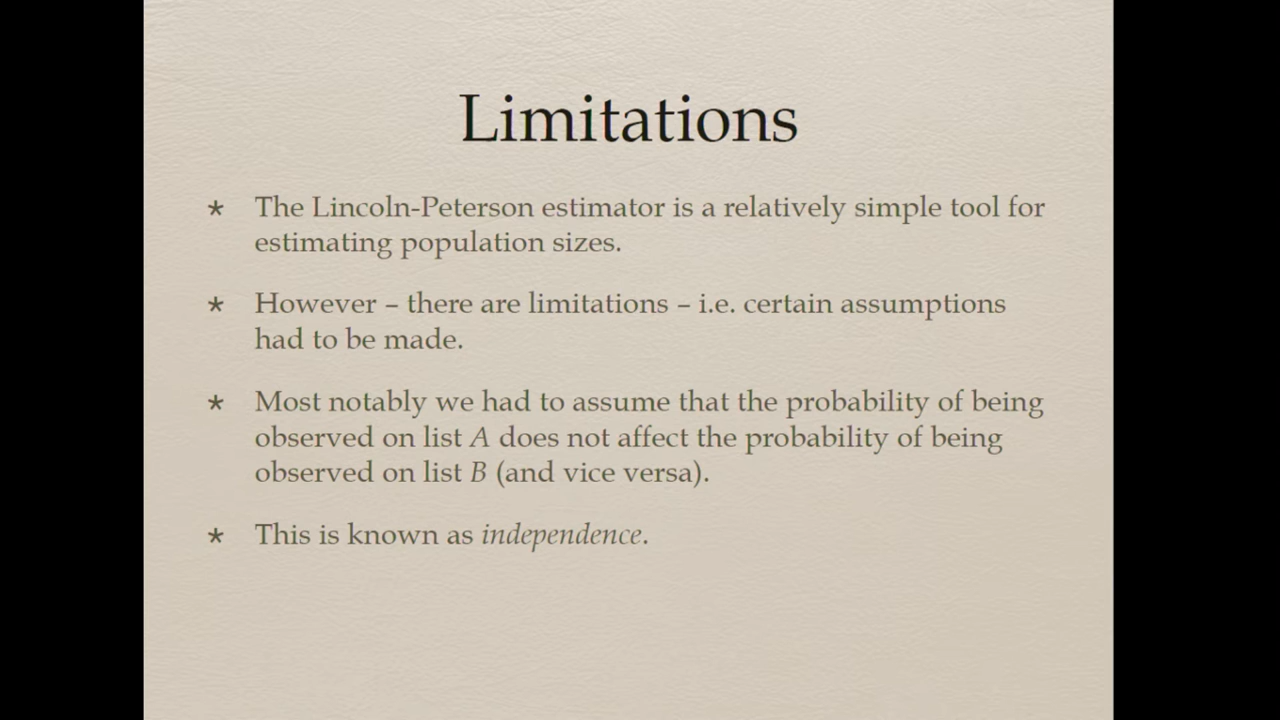 Limitations
* The Lincoln-Peterson estimator is a relatively simple tool for
estimating population sizes.
* However – there are limitations – i.e. certain assumptions
had to be made.
* Most notably we had to assume that the probability of being
observed on list A does not affect the probability of being
observed on list B (and vice versa).
* This is known as independence.